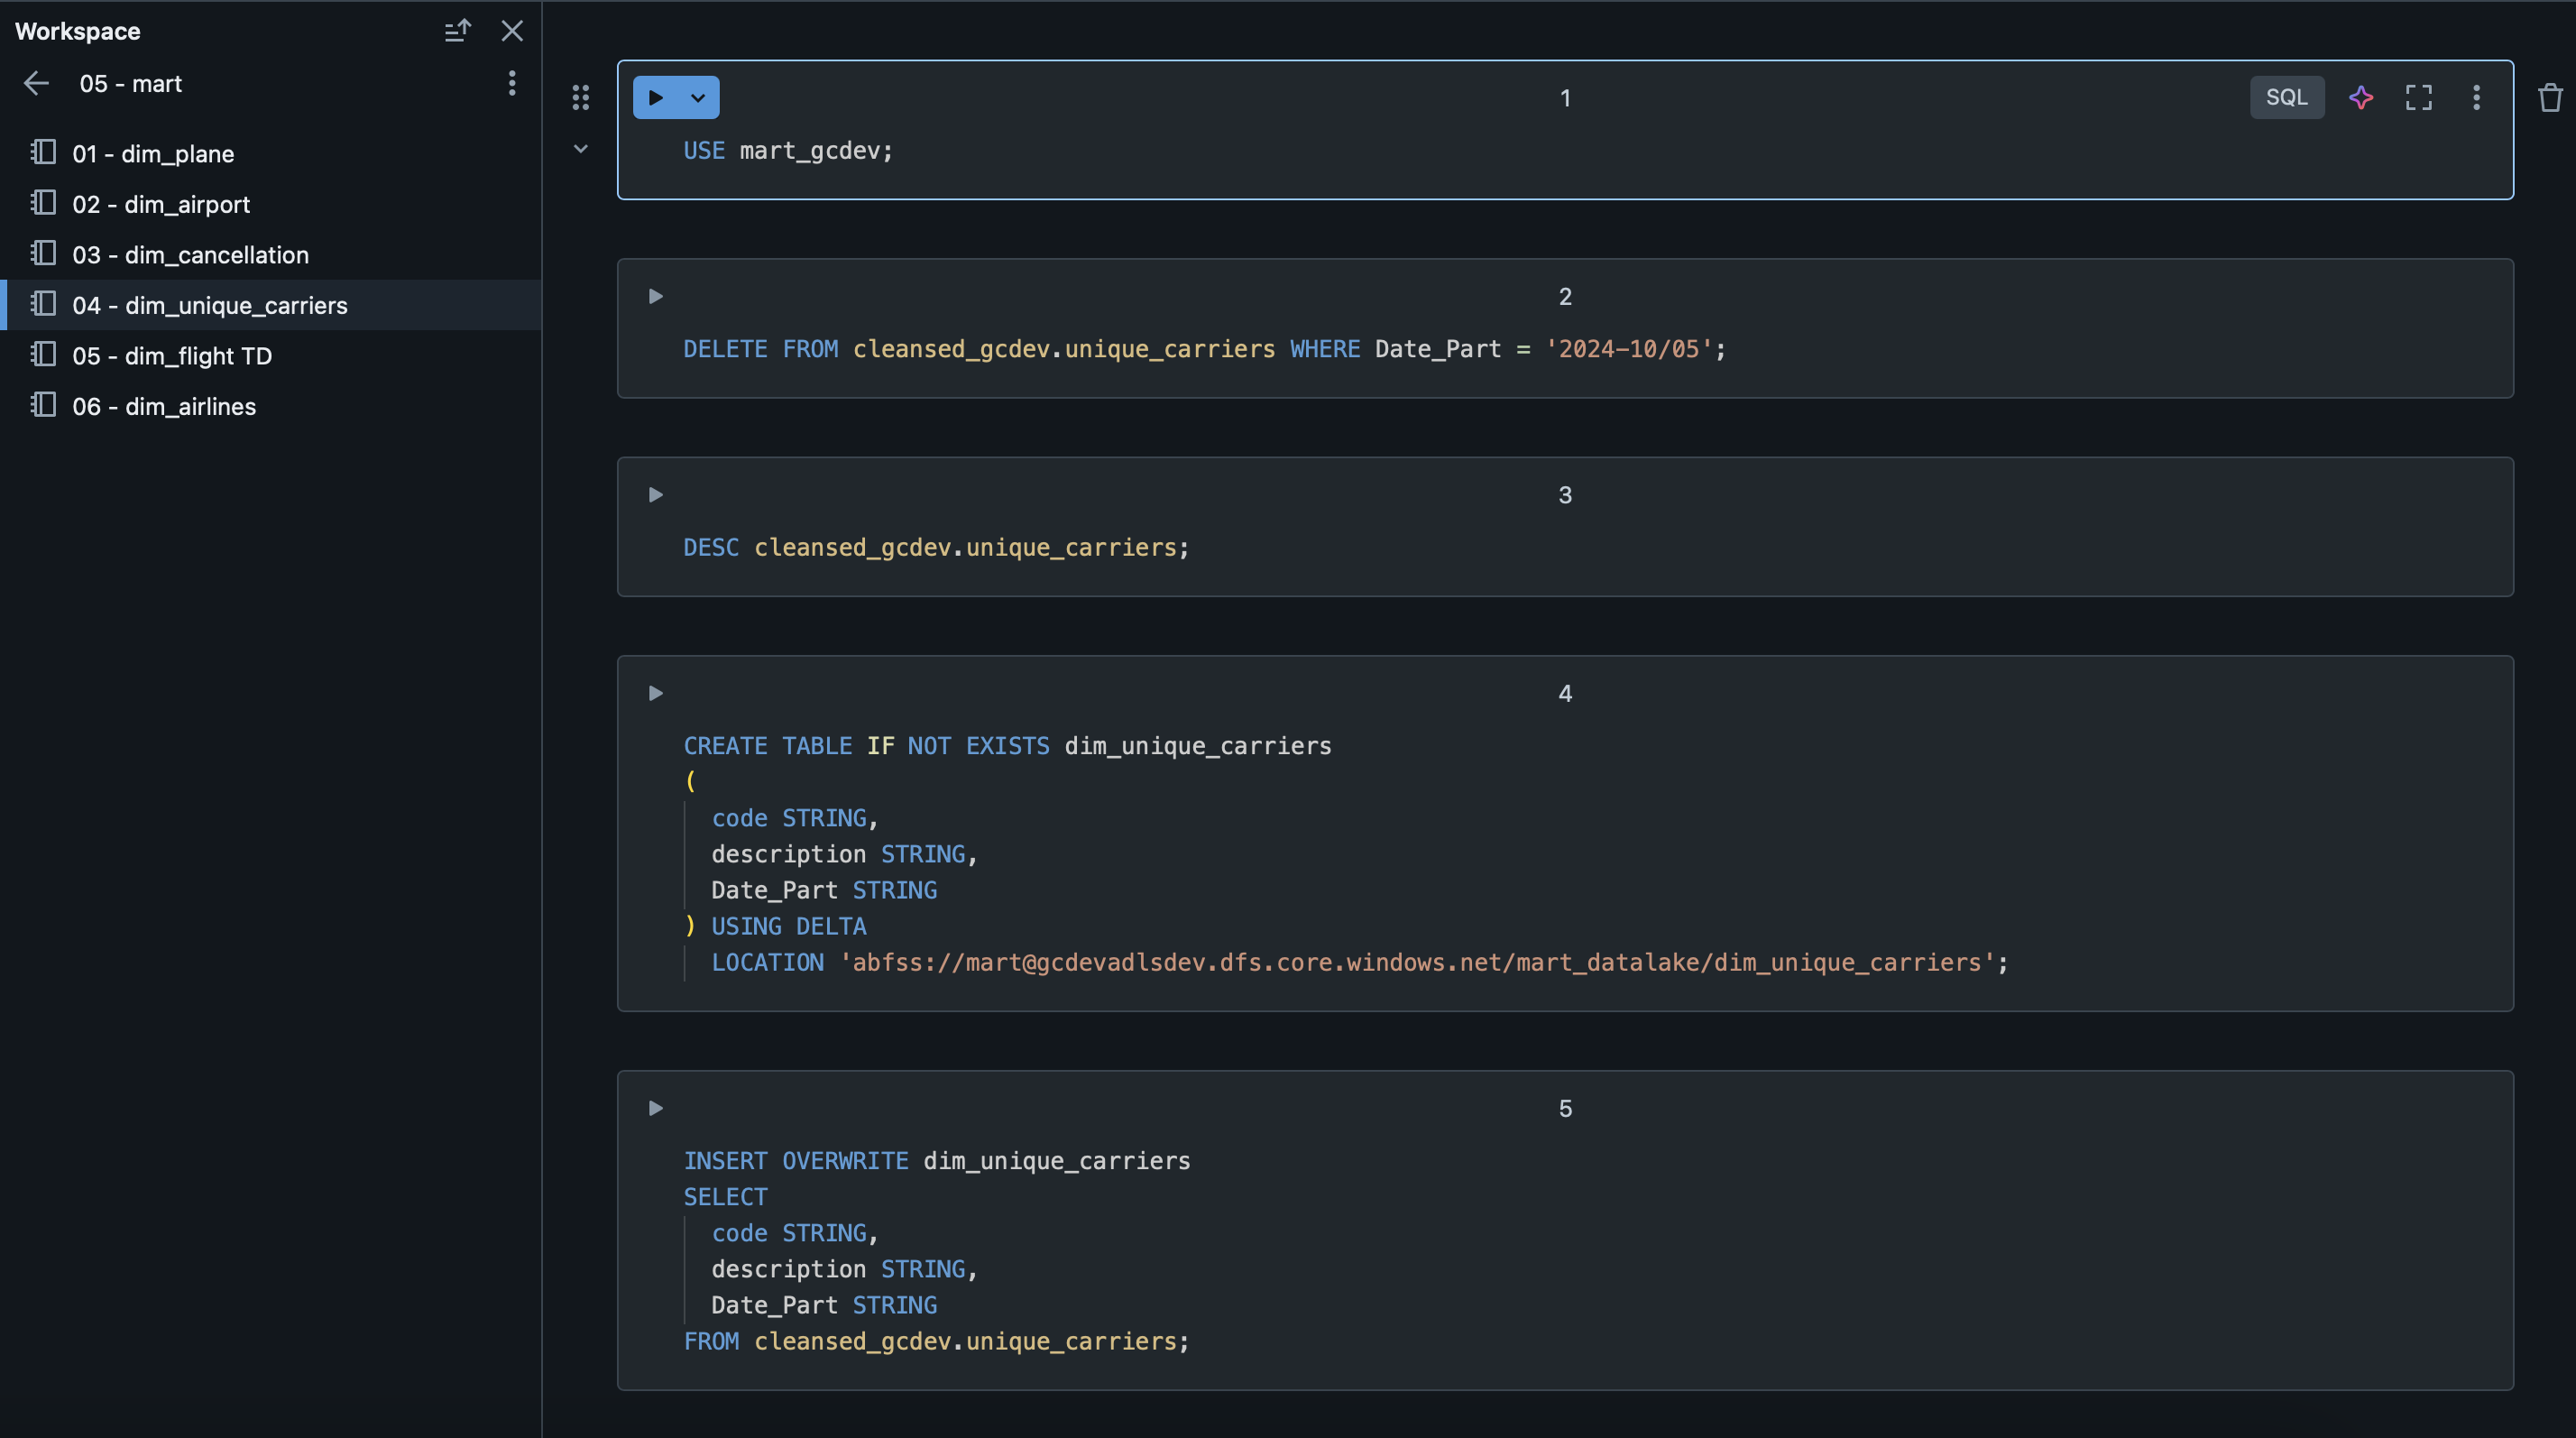 Workspace
05 - mart
01 - dim_plane
02 - dim_airport
03 - dim_cancellation
04 - dim_unique_carriers
05 - dim_flight TD
06 - dim_airlines
1
SQL
USE mart_gcdev;
2
DELETE FROM cleansed_gcdev.unique_carriers WHERE Date_Part = '2024-10/05';
3
DESC cleansed_gcdev.unique_carriers;
4
CREATE TABLE IF NOT EXISTS dim_unique_carriers
(
code STRING,
description STRING,
Date_Part STRING
) USING DELTA
LOCATION 'abfss://mart@gcdevadlsdev.dfs.core.windows.net/mart_datalake/dim_unique_carriers';
5
INSERT OVERWRITE dim_unique_carriers
SELECT
code STRING,
description STRING,
Date_Part STRING
FROM cleansed_gcdev.unique_carriers;